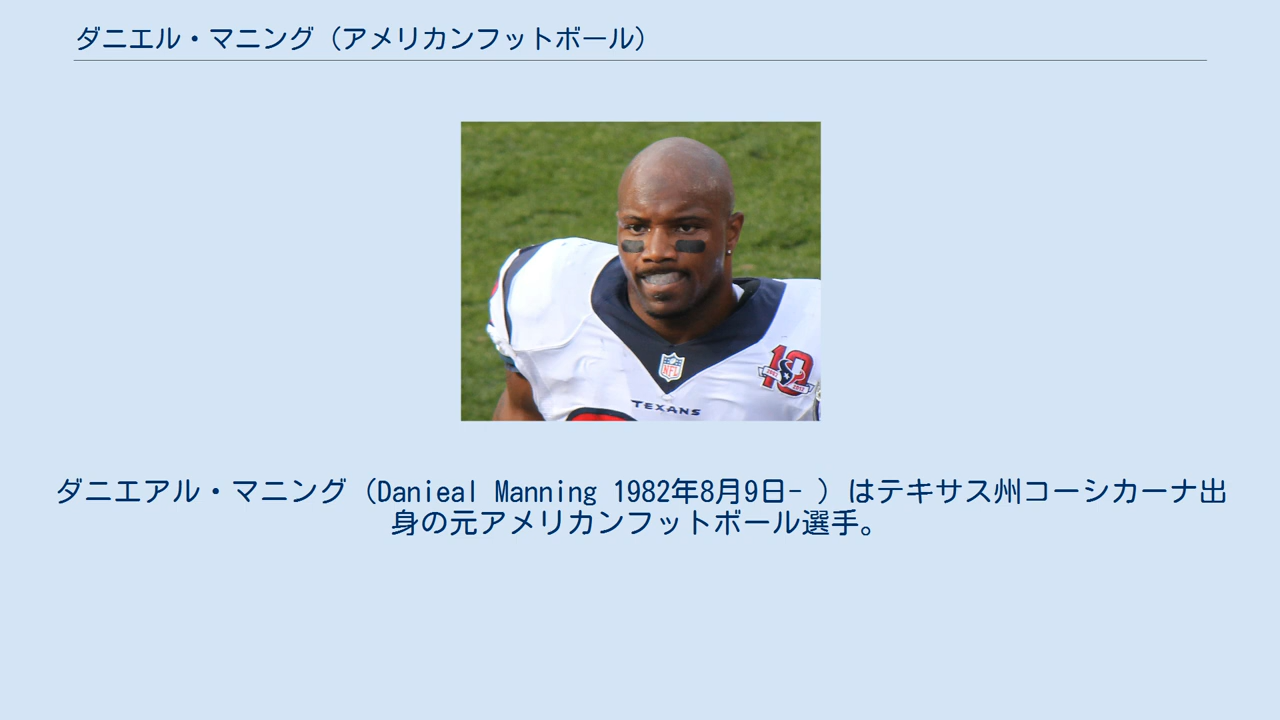 ダニエル・マニング（アメリカンフットボール）
NFL
10
TEXANS
ダニエアル・マニング（Danieal Manning 1982年8月9日- ）はテキサス州コーシカーナ出
身の元アメリカンフットボール選手。